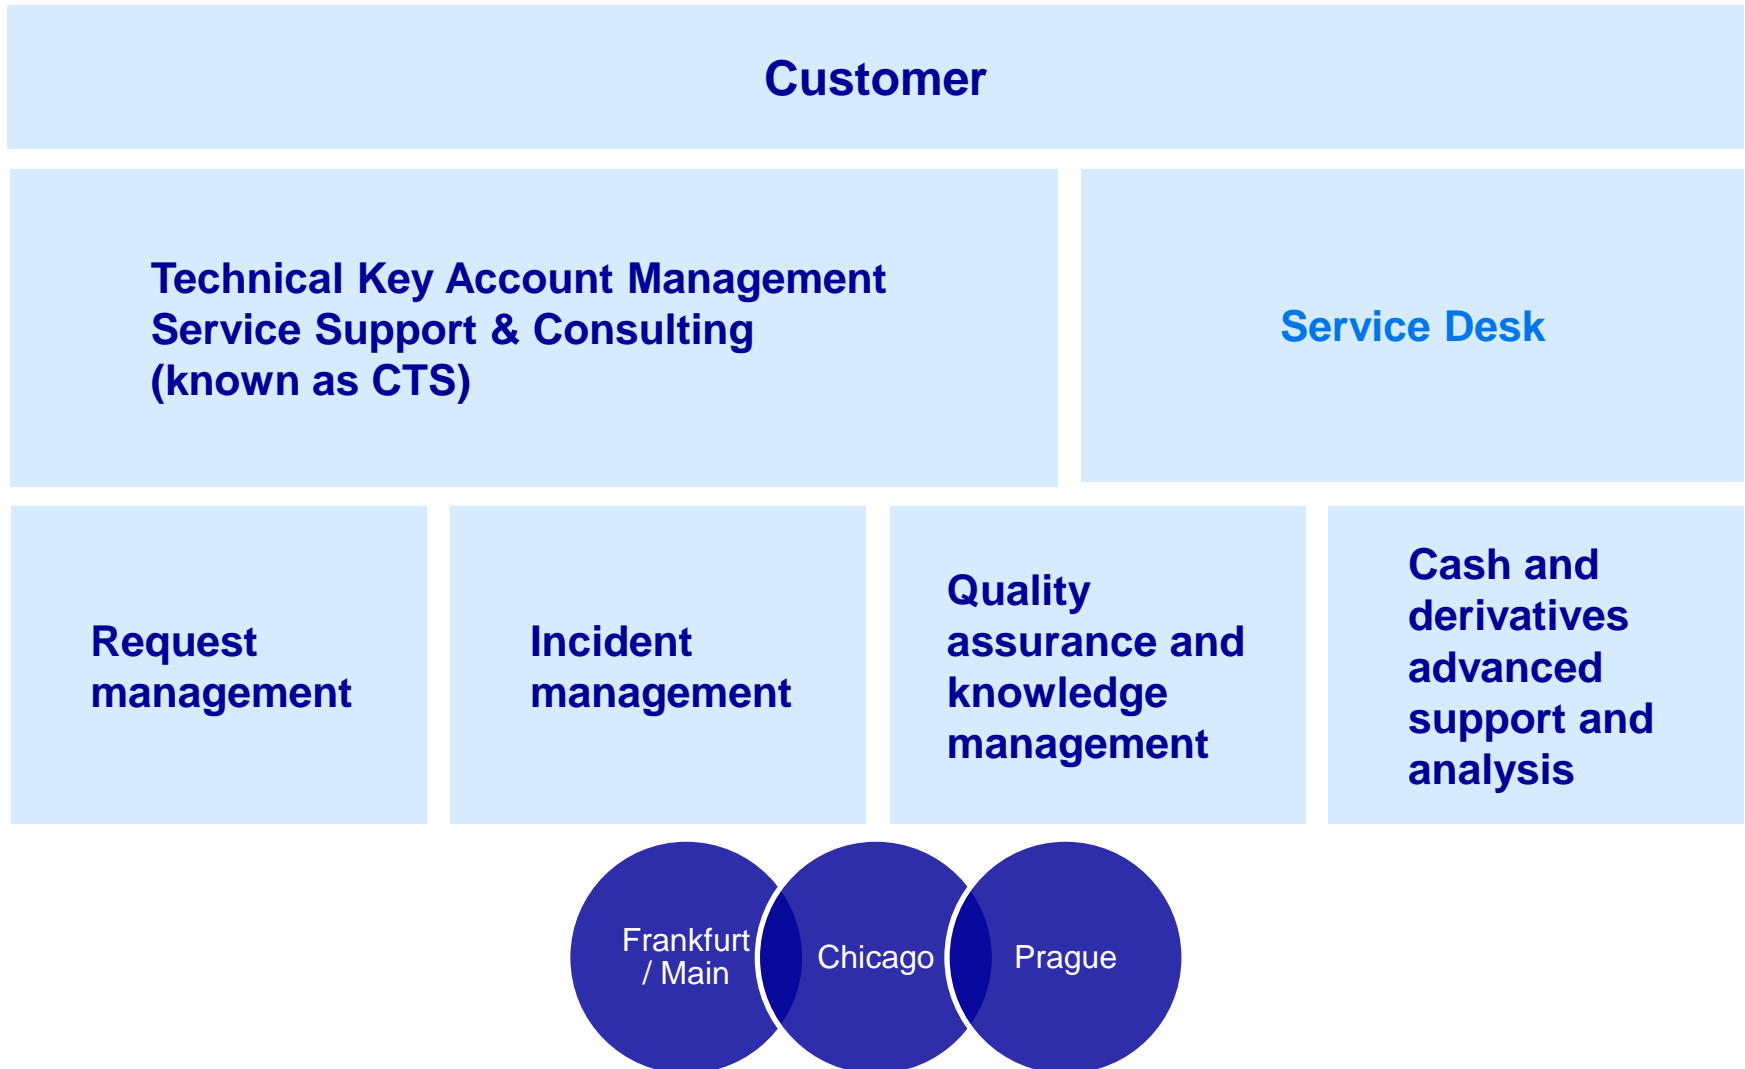 Customer
Technical Key Account Management
Service Support & Consulting
(known as CTS)
Service Desk
Request
management
Incident
management
Quality
assurance and
knowledge
management
Cash and
derivatives
advanced
support and
analysis
Frankfurt
/ Main
Chicago
Prague